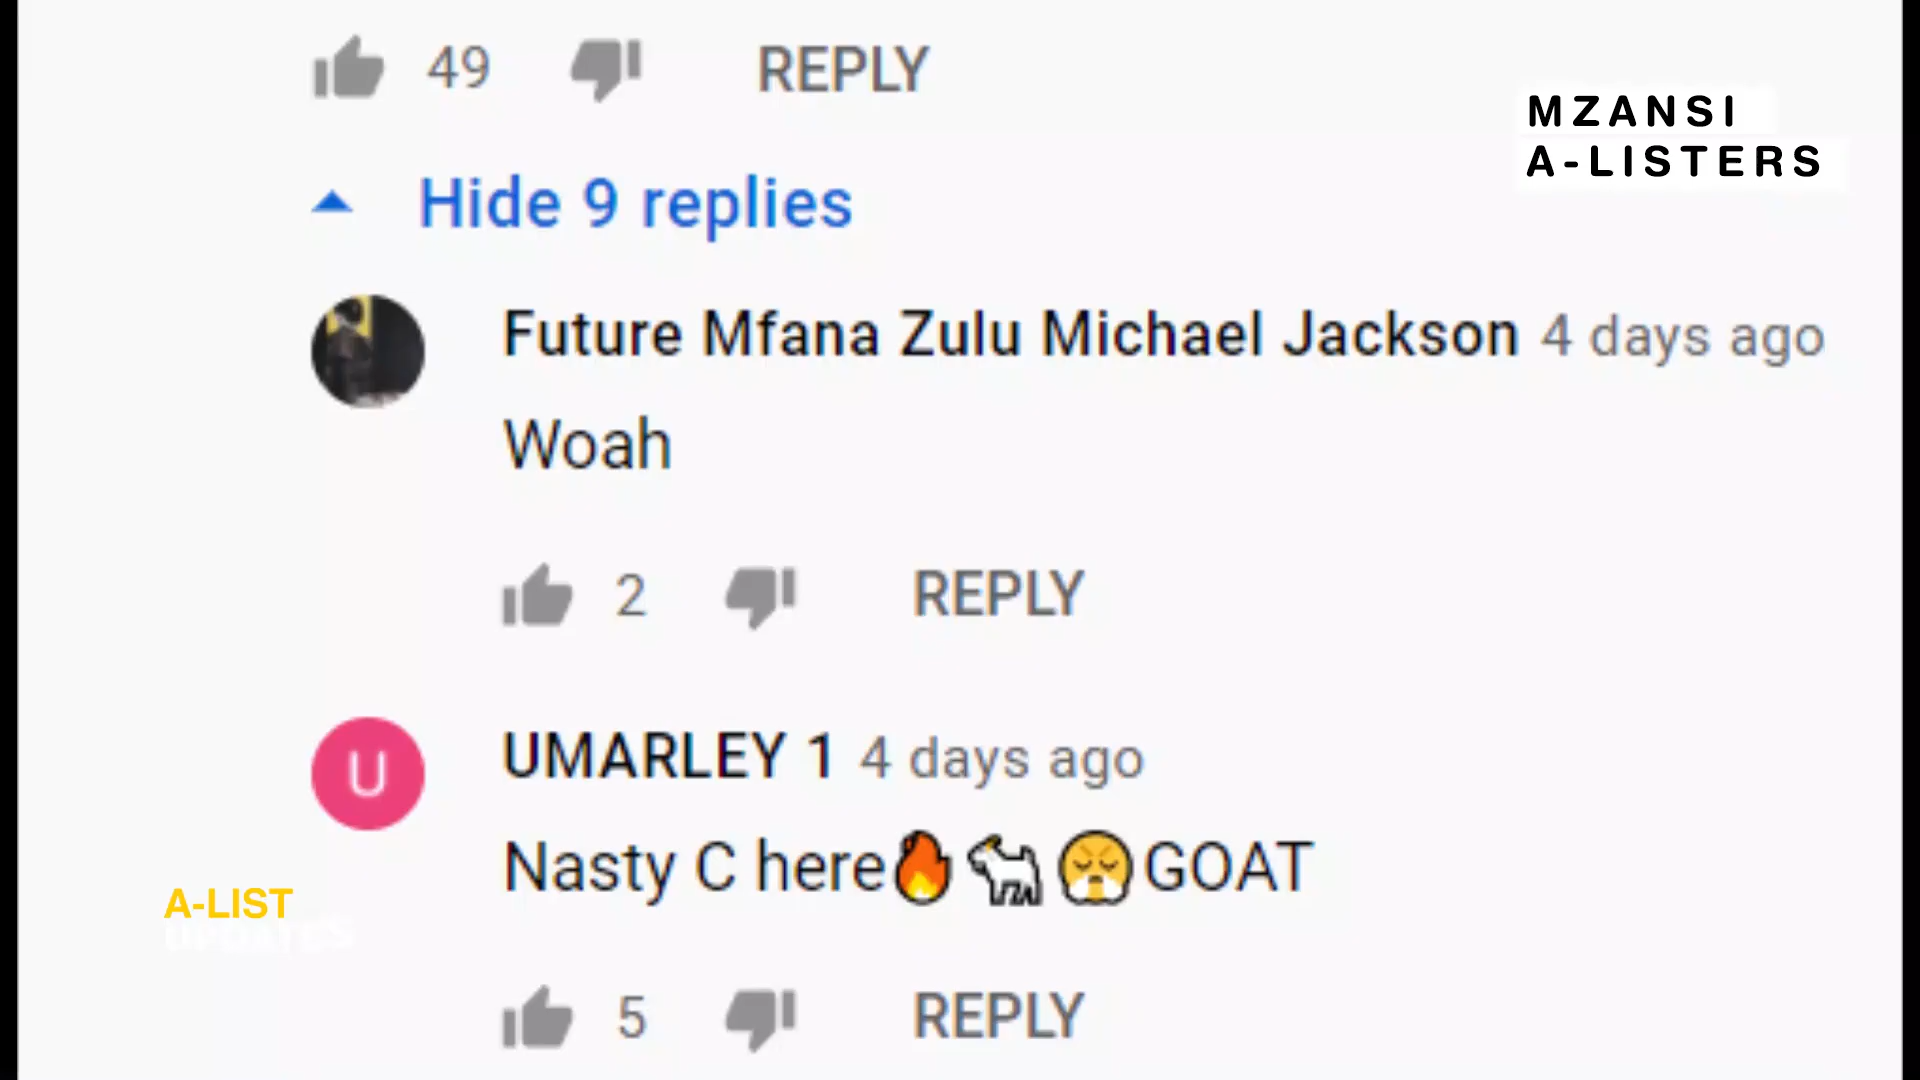 49 REPLY
MZANSI
A-LISTERS
Hide 9 replies
Future Mfana Zulu Michael Jackson 4 days ago
Woah
2 REPLY
U
UMARLEY 1 4 days ago
Nasty C here🔥🐐😤GOAT
A-LIST
UPDATES
5 REPLY